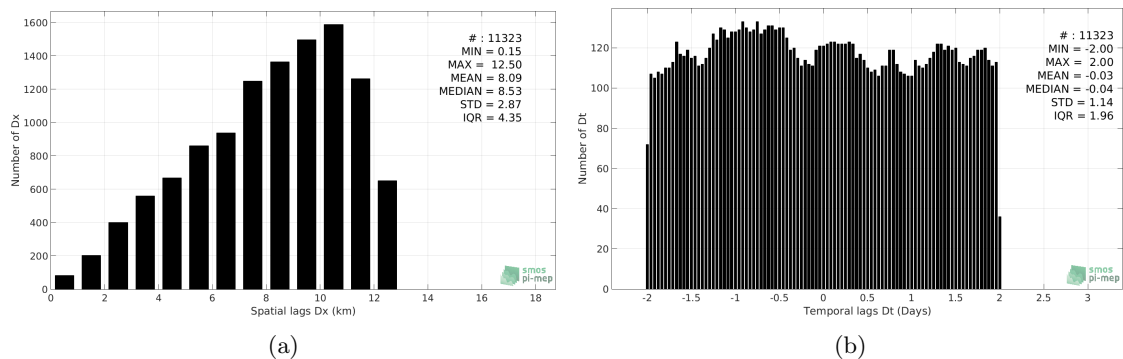 1600
1400
1200
1000
800
600
400
200
0
Number of Dx
# : 11323
MIN = 0.15
MAX = 12.50
MEAN = 8.09
MEDIAN = 8.53
STD = 2.87
IQR = 4.35
smos
pi-mep
0 2 4 6 8 10 12 14 16 18
Spatial lags Dx (km)
(a)
120
100
80
60
40
20
0
Number of Dt
# : 11323
MIN = -2.00
MAX = 2.00
MEAN = -0.03
MEDIAN = -0.04
STD = 1.14
IQR = 1.96
smos
pi-mep
-2 -1.5 -1 -0.5 0 0.5 1 1.5 2 2.5 3
Temporal lags Dt (Days)
(b)